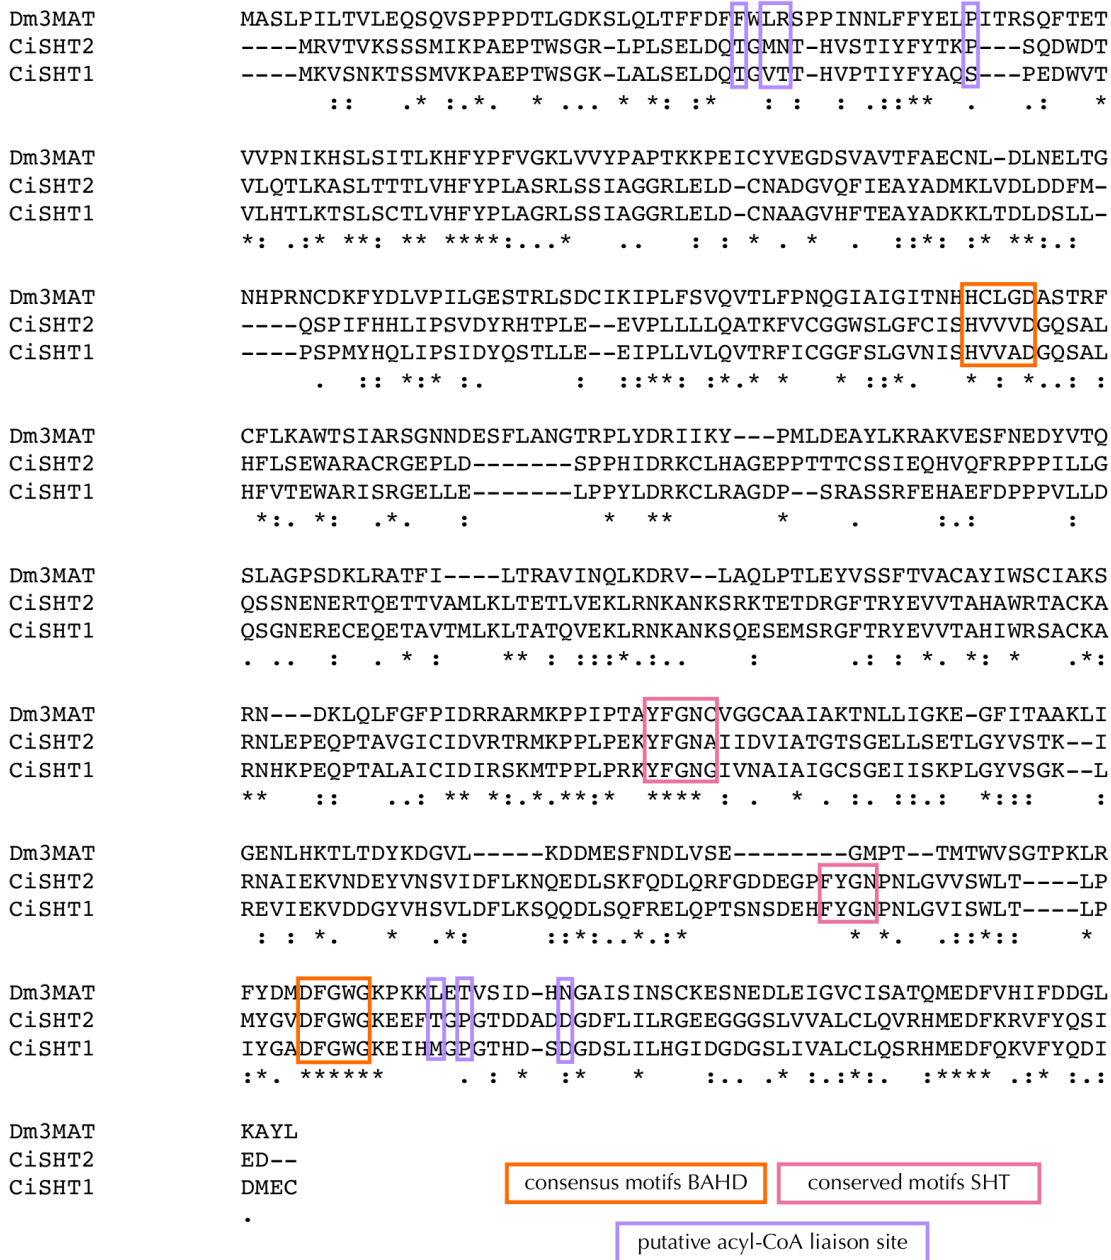 Dm3MAT MASLPILTVLEQSQVSPPPDTLGDKSLQLTFFDFFWLRSPPINNLFFYELPITRSQFTET
CiSHT2 ----MRVTVKSSSMIKPAEPTWSGR-LPLSELDQTGMNT-HVSTIYFYTKP---SQDWDT
CiSHT1 ----MKVSNKTSSMVKPAEPTWSGK-LALSELDQTGVTT-HVPTIYFYAQS---PEDWVT
:: .* :.*. * ... * *: :* : : . .::** . .: *
Dm3MAT VVPNIKHSLSITLKHFYPFVGKLVVYPAPTKKPEICYVEGDSVAVTFAECNL-DLNELTG
CiSHT2 VLQTLKASLTTTLVHFYPLASRLSSIAGGRLELD-CNADGVQFIEAYADMKLVDLDDFM-
CiSHT1 VLHTLKTSLSCTLVHFYPLAGRLSSIAGGRLELD-CNAAGVHFTEAYADKKLTDLDSLL-
*: .:* **: ** ****:...* .. : : * . * . ::*: :* **:.:
Dm3MAT NHPRNCDKFYDLVPILGESTRLSDCIKIPLFSVQVTLFPNQGIAIGITNHHCLGDASTRF
CiSHT2 ----QSPIFHHLIPSVDYRHTPLE--EVPLLLLQATKFVCGGWSLGFCISHVVVDGQSAL
CiSHT1 ----PSPMYHQLIPSIDYQSTLLE--EIPLLVLQVTRFICGGFSLGVNISHVVADGQSAL
. :: *:* :. : : ::**: :*.* * * ::*. * : *..: :
Dm3MAT CFLKAWTSIARSGNNDESFLANGTRPLYDRIIKY---PMLDEAYLKRAKVESFNEDYVTQ
CiSHT2 HFLSEWARACRGEPLD-------SPPHIDRKCLHAGEPPTTTCSSIEQHVQFRPPPILLG
CiSHT1 HFVTEWARISRGELLE-------LPPYLDRKCLRAGDP--SRASSRFEHAEFDPPPVLLD
*:. *: .*. : * ** * . :.: :
Dm3MAT SLAGPSDKLRATFI----LTRAVINQLKDRV--LAQLPTLEYVSSFTVACAYIWSCIAKS
CiSHT2 QSSNENERTQETTVAMLKLTETLVEKLRNKANKSRKTETDRGFTRYEVVTAHAWRTACKA
CiSHT1 QSGNERECEQETAVTMLKLTATQVEKLRNKANKSQESEMSRGFTRYEVVTAHIWRSACKA
. .. : . * : ** : :::*.:.. : .: : *. *: * .*:
Dm3MAT RN---DKLQLFGFPIDRRARMKPPIPTAYFGNCVGGCAAIAKTNLLIGKE-GFITAAKLI
CiSHT2 RNLEPEQPTAVGICIDVRTRMKPPLPEKYFGNAIIDVIATGTSGELLSETLGYVSTK--I
CiSHT1 RNHKPEQPTALAICIDIRSKMTPPLPRKYFGNGIVNAIAIGCSGEIISKPLGYVSGK--L
** :: ..: ** *:.*.**:* **** : . * . :. ::.: *::: :
Dm3MAT GENLHKTLTDYKDGVL-----KDDMESFNDLVSE--------GMPT--TMTWVSGTPKLR
CiSHT2 RNAIEKVNDEYVNSVIDFLKNQEDLSKFQDLQRFGDDEGPFYGNPNLGVVSWLT----LP
CiSHT1 REVIEKVDDGYVHSVLDFLKSQQDLSQFRELQPTSNSDEHFYGNPNLGVISWLT----LP
: : *. * .*: ::*:..*.:* * *. .::*:: *
Dm3MAT FYDMDFGWGKPKKLETVSID-HNGAISINSCKESNEDLEIGVCISATQMEDFVHIFDDGL
CiSHT2 MYGVDFGWGKEEFTGPGTDDADDGDFLILRGEEGGGSLVVALCLQVRHMEDFKRVFYQSI
CiSHT1 IYGADFGWGKEIHMGPGTHD-SDGDSLILHGIDGDGSLIVALCLQSRHMEDFQKVFYQDI
:*. ****** . : * :* * :.. .* :.:*:. :**** .:* :.:
Dm3MAT KAYL
CiSHT2 ED--
CiSHT1 DMEC
.
consensus motifs BAHD conserved motifs SHT
putative acyl-CoA liaison site